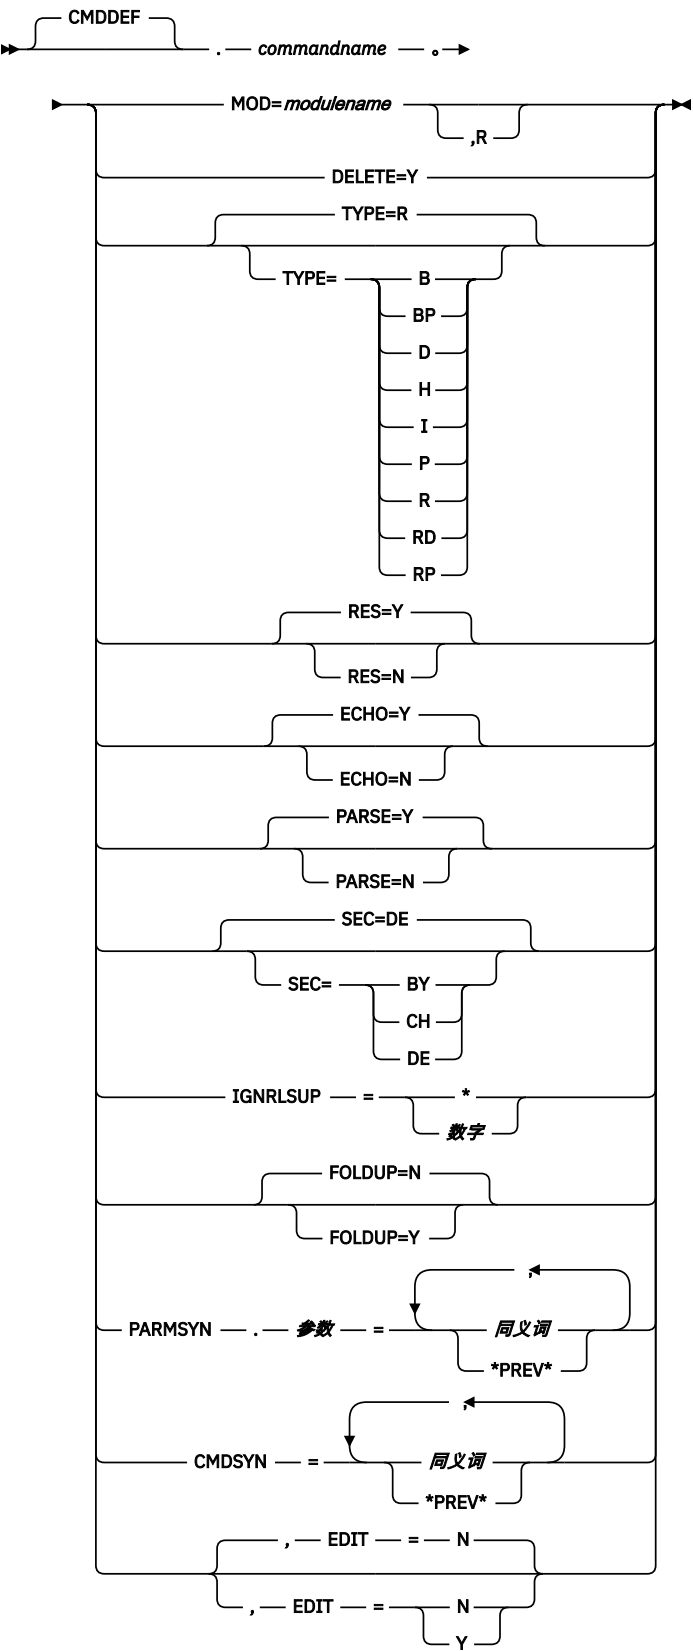 CMDDEF
. commandname 。
MOD=modulename
,R
DELETE=Y
TYPE=R
TYPE= B
BP
D
H
I
P
R
RD
RP
RES=Y
RES=N
ECHO=Y
ECHO=N
PARSE=Y
PARSE=N
SEC=DE
SEC= BY
CH
DE
IGNRLSUP = *
数字
FOLDUP=N
FOLDUP=Y
,
PARMSYN . 参数 = 同义词
*PREV*
,
CMDSYN = 同义词
*PREV*
, EDIT = N
, EDIT = N
Y